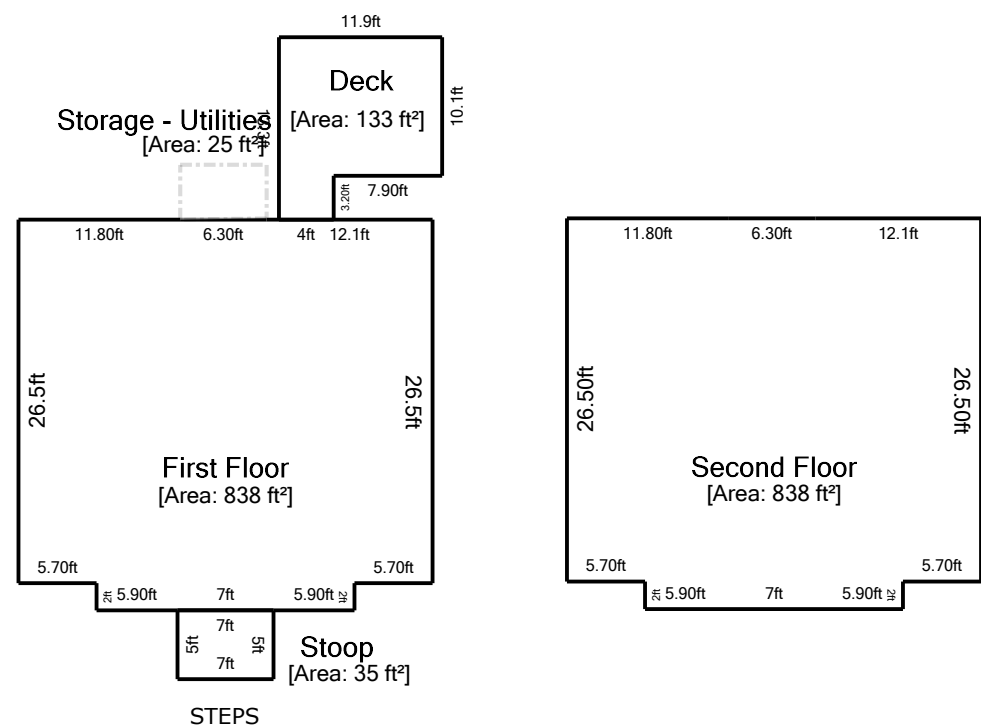 11.9ft
Deck
[Area: 133 ft²]
10.1ft
Storage - Utilities
[Area: 25 ft²]
3.20ft
7.90ft
11.80ft 6.30ft 4ft 12.1ft
26.5ft
26.5ft
First Floor
[Area: 838 ft²]
5.70ft
5.70ft
2ft 5.90ft 7ft 5.90ft 2ft
7ft
5ft
5ft
7ft
Stoop
[Area: 35 ft²]
STEPS
11.80ft 6.30ft 12.1ft
26.50ft
26.50ft
Second Floor
[Area: 838 ft²]
5.70ft
5.70ft
2ft 5.90ft 7ft 5.90ft 2ft